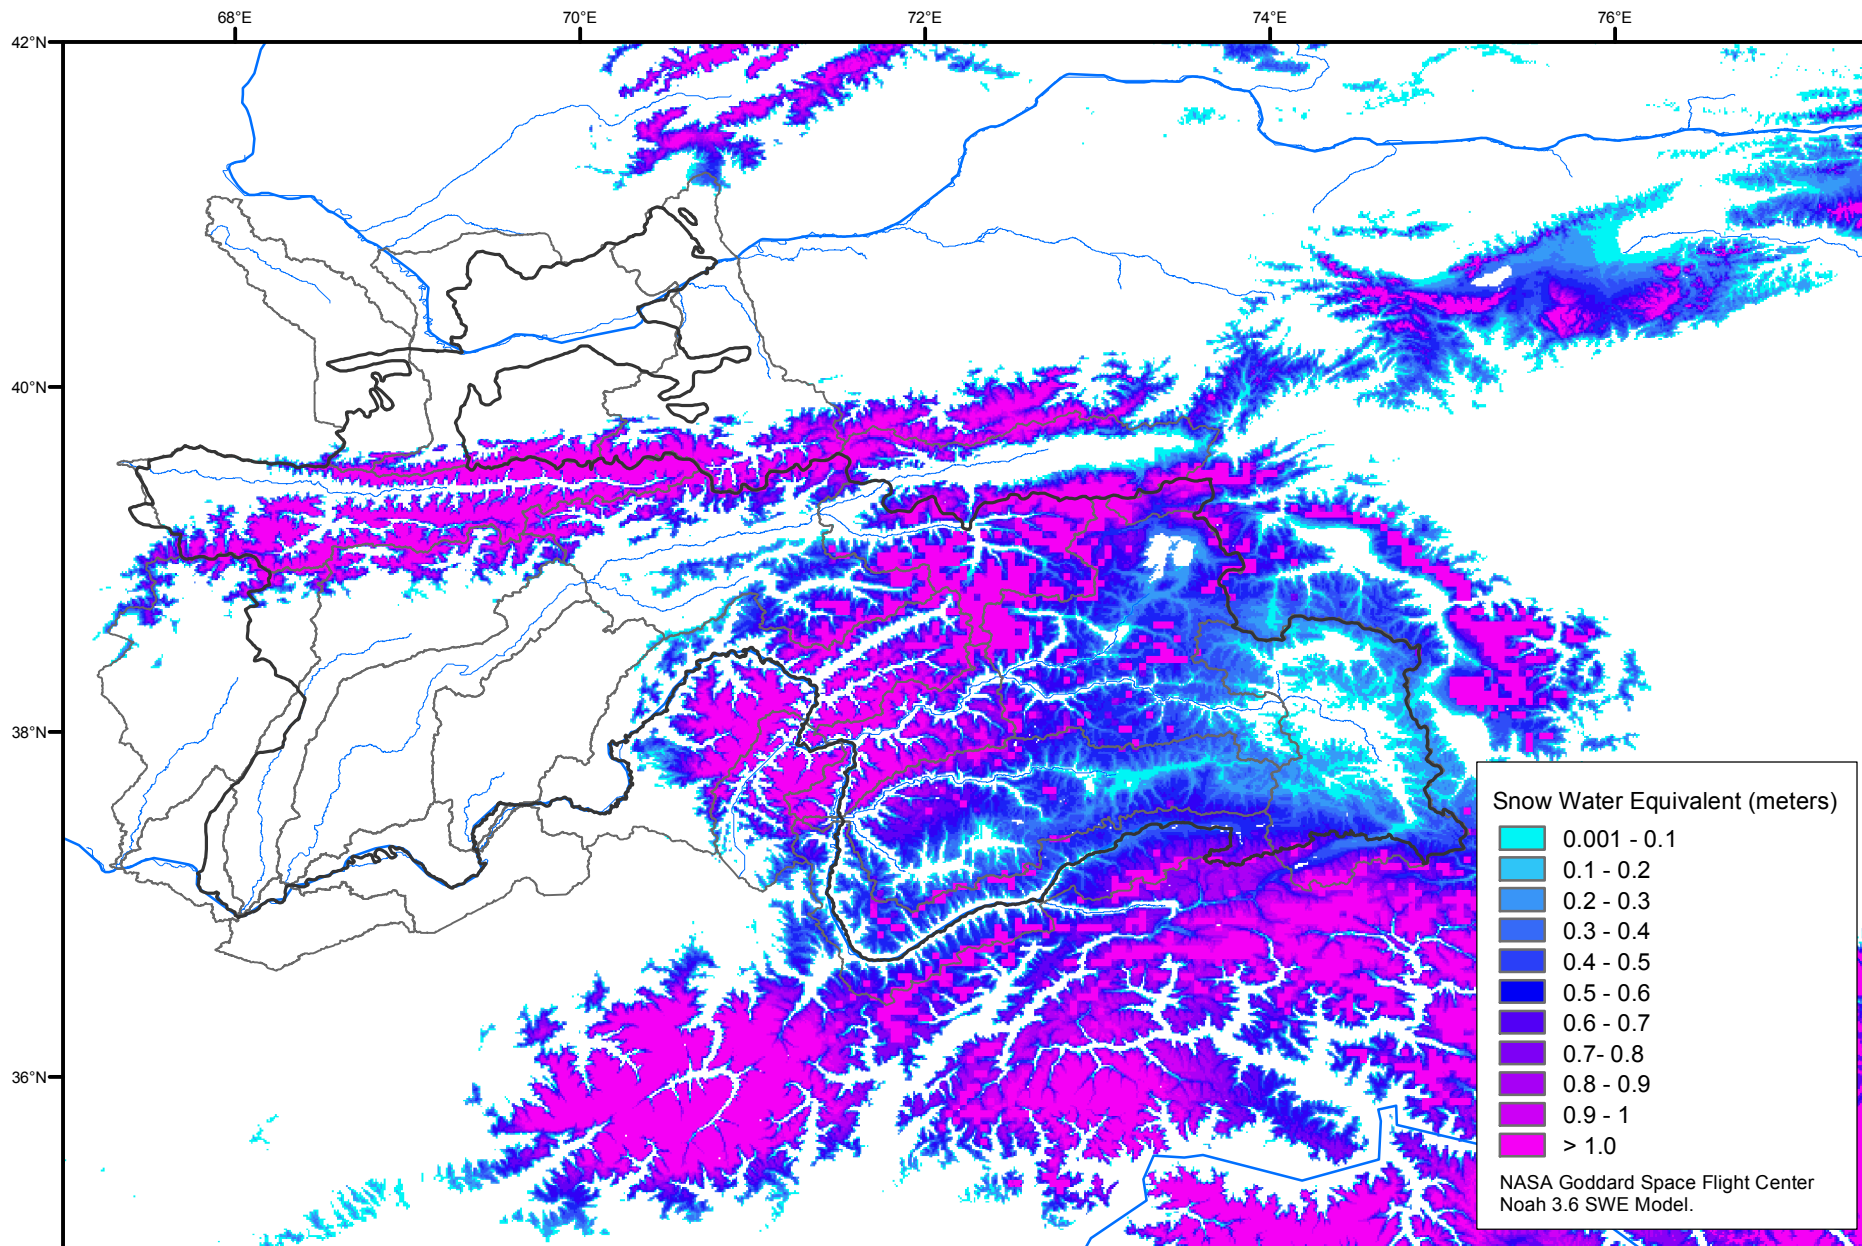 68°E
70°E
72°E
74°E
76°E
42°N
40°N
38°N
36°N
Snow Water Equivalent (meters)
0.001 - 0.1
0.1 - 0.2
0.2 - 0.3
0.3 - 0.4
0.4 - 0.5
0.5 - 0.6
0.6 - 0.7
0.7- 0.8
0.8 - 0.9
0.9 - 1
> 1.0
NASA Goddard Space Flight Center
Noah 3.6 SWE Model.